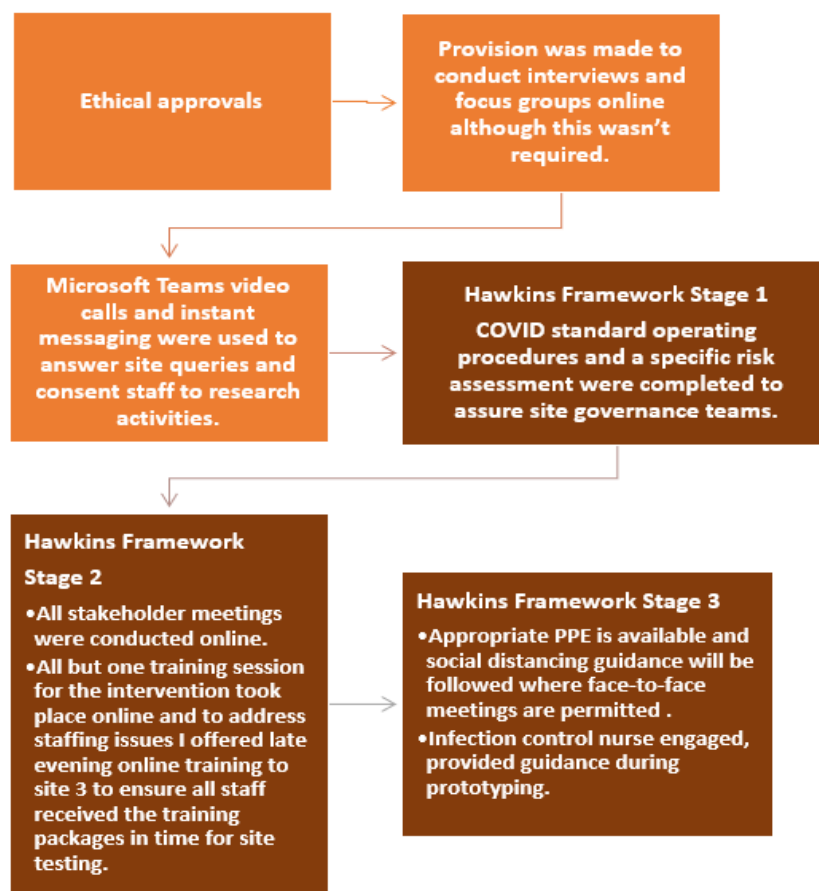 Ethical approvals
Provision was made to
conduct interviews and
focus groups online
although this wasn't
required.
Microsoft Teams video
calls and instant
messaging were used to
answer site queries and
consent staff to research
activities.
Hawkins Framework Stage 1
COVID standard operating
procedures and a specific risk
assessment were completed to
assure site governance teams.
Hawkins Framework
Stage 2
•All stakeholder meetings
were conducted online.
•All but one training session
for the intervention took
place online and to address
staffing issues I offered late
evening online training to
site 3 to ensure all staff
received the training
packages in time for site
testing.
Hawkins Framework Stage 3
•Appropriate PPE is available and
social distancing guidance will be
followed where face-to-face
meetings are permitted .
•Infection control nurse engaged,
provided guidance during
prototyping.